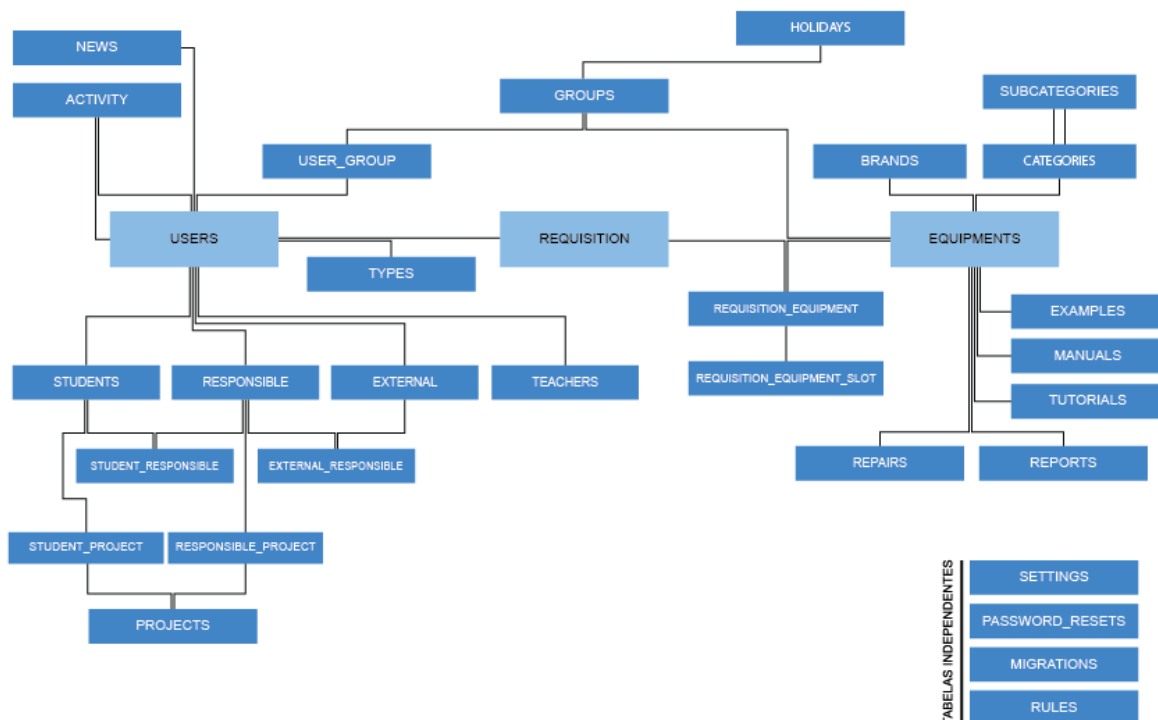 HOLIDAYS
NEWS
GROUPS
SUBCATEGORIES
ACTIVITY
USER_GROUP
BRANDS
CATEGORIES
USERS
REQUISITION
EQUIPMENTS
TYPES
REQUISITION_EQUIPMENT
EXAMPLES
MANUALS
STUDENTS
RESPONSIBLE
EXTERNAL
TEACHERS
REQUISITION_EQUIPMENT_SLOT
TUTORIALS
STUDENT_RESPONSIBLE
EXTERNAL_RESPONSIBLE
REPAIRS
REPORTS
STUDENT_PROJECT
RESPONSIBLE_PROJECT
PROJECTS
TABELAS INDEPENDENTES
SETTINGS
PASSWORD_RESETS
MIGRATIONS
RULES